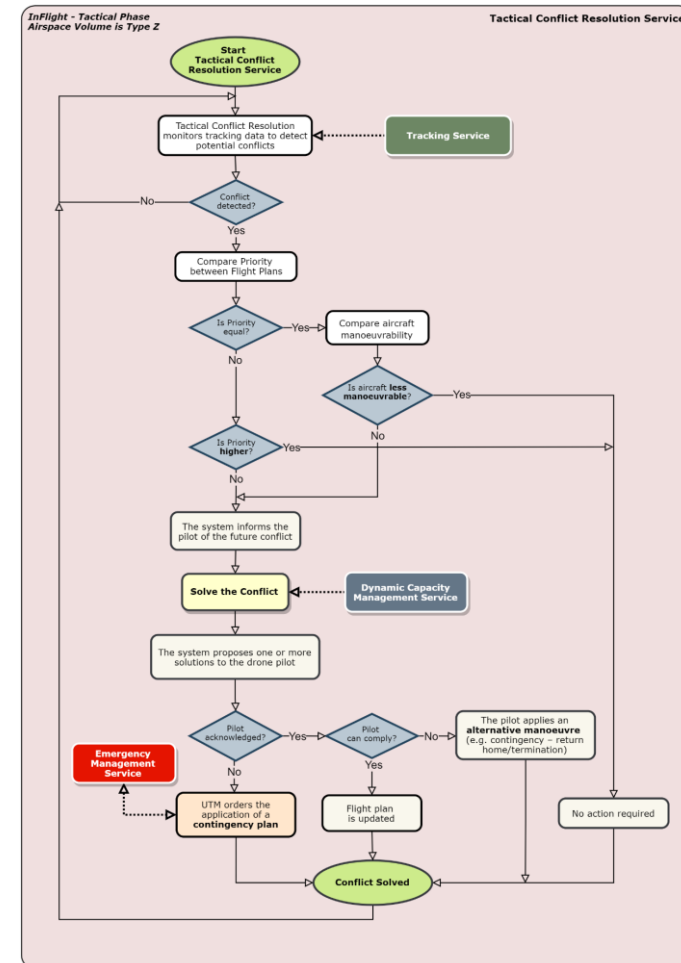 InFlight - Tactical Phase
Airspace Volume is Type Z
Tactical Conflict Resolution Service
Start
Tactical Conflict
Resolution Service
Tactical Conflict Resolution
monitors tracking data to detect
potential conflicts
Tracking Service
Conflict
detected?
No
Yes
Compare Priority
between Flight Plans
Is Priority
equal?
Yes
Compare aircraft
manoeuvrability
No
Is aircraft less
manoeuvrable?
Yes
No
Is Priority
higher?
Yes
No
The system informs the
pilot of the future conflict
Solve the Conflict
Dynamic Capacity
Management Service
The system proposes one or more
solutions to the drone pilot
Pilot
acknowledged?
Yes
Pilot
can comply?
No
The pilot applies an
alternative manoeuvre
(e.g. contingency – return
home/termination)
Emergency
Management
Service
No
Yes
UTM orders the
application of a
contingency plan
Flight plan
is updated
No action required
Conflict Solved